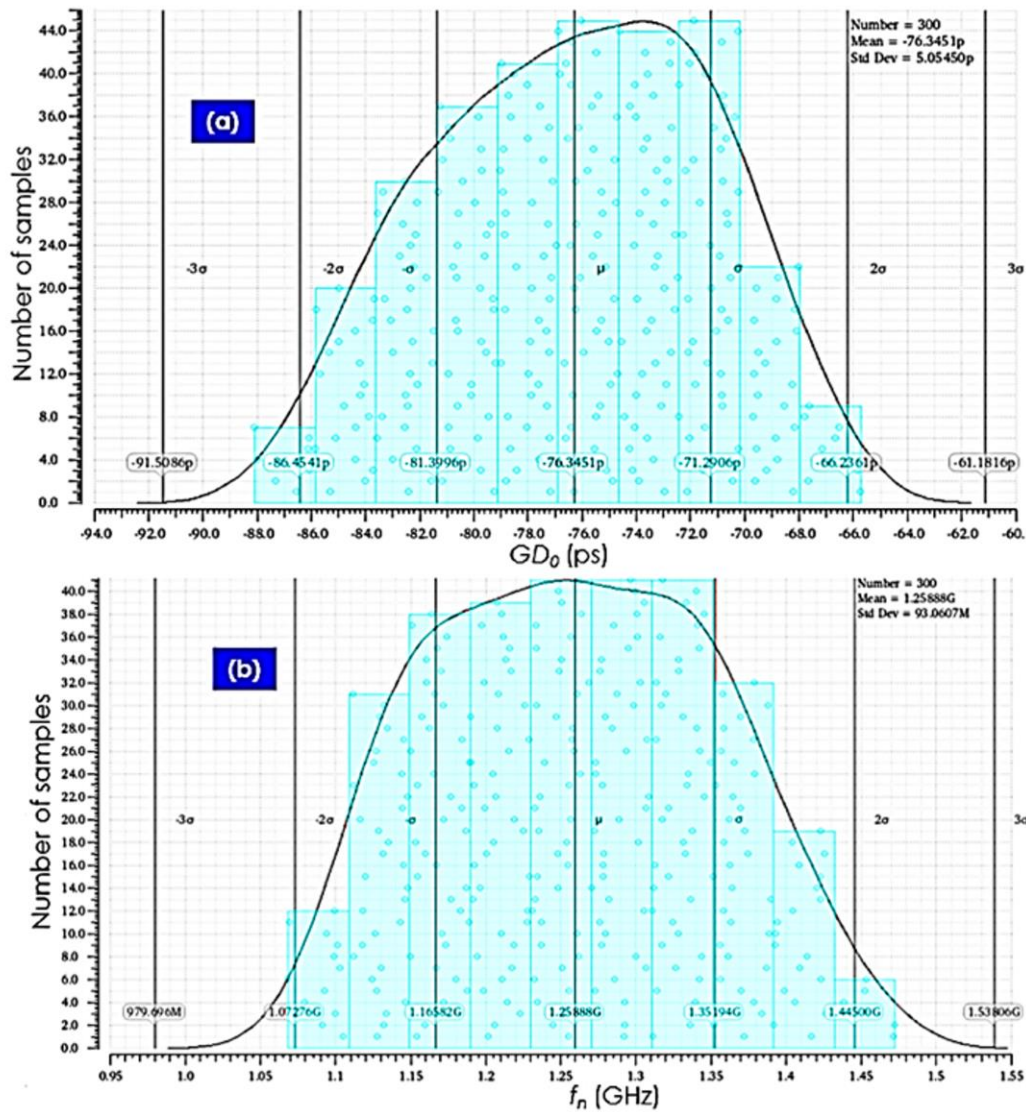 44.0
40.0
36.0
32.0
28.0
24.0
20.0
16.0
12.0
8.0
4.0
0.0
Number of samples
(a)
Number = 300
Mean = -76.3451p
Std Dev = 5.05450p
-3σ
-2σ
-σ
μ
σ
2σ
3σ
-91.5086p
-86.4541p
-81.3996p
-76.3451p
-71.2906p
-66.2361p
-61.1816p
-94.0 -92.0 -90.0 -88.0 -86.0 -84.0 -82.0 -80.0 -78.0 -76.0 -74.0 -72.0 -70.0 -68.0 -66.0 -64.0 -62.0 -60.
GD0 (ps)
40.0
38.0
36.0
34.0
32.0
30.0
28.0
26.0
24.0
22.0
20.0
18.0
16.0
14.0
12.0
10.0
8.0
6.0
4.0
2.0
0.0
Number of samples
(b)
Number = 300
Mean = 1.25888G
Std Dev = 93.0607M
-3σ
-2σ
-σ
μ
σ
2σ
3σ
979.696M
1.07276G
1.16582G
1.25888G
1.35194G
1.44500G
1.53806G
0.95 1.0 1.05 1.1 1.15 1.2 1.25 1.3 1.35 1.4 1.45 1.5 1.55
fn (GHz)